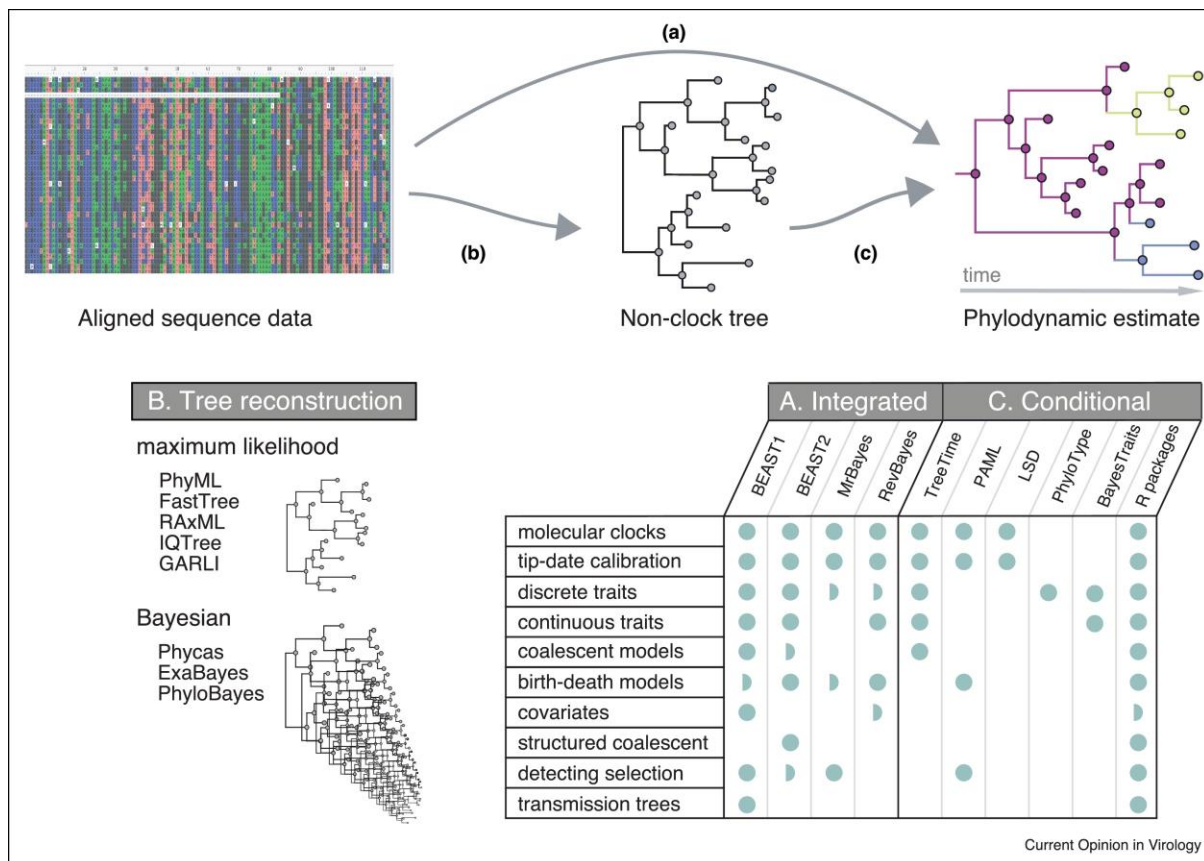 (a)
(b)
(c)
time
Aligned sequence data
Non-clock tree
Phylodynamic estimate
B. Tree reconstruction
maximum likelihood
PhyML
FastTree
RAxML
IQTree
GARLI
Bayesian
Phycas
ExaBayes
PhyloBayes
A. Integrated
C. Conditional
BEAST1
BEAST2
MrBayes
RevBayes
TreeTime
PAML
LSD
PhyloType
BayesTraits
R packages
molecular clocks
tip-date calibration
discrete traits
continuous traits
coalescent models
birth-death models
covariates
structured coalescent
detecting selection
transmission trees
Current Opinion in Virology